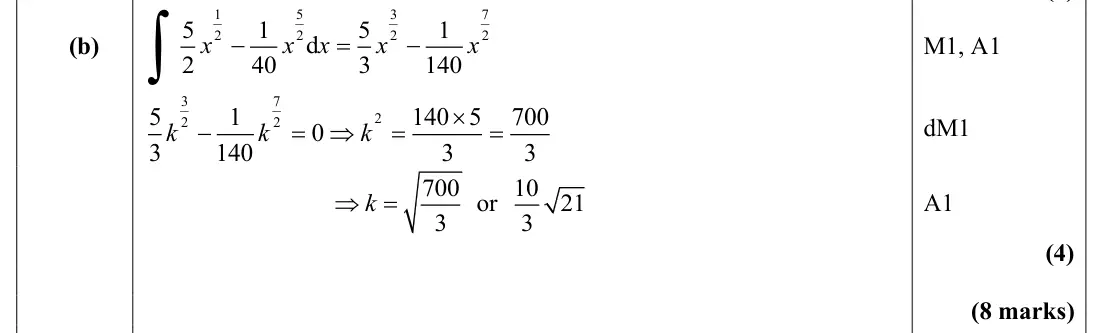 (b) ∫ 5/2 x^(1/2) − 1/40 x^(5/2) dx = 5/3 x^(3/2) − 1/140 x^(7/2) M1, A1
5/3 k^(3/2) − 1/140 k^(7/2) = 0 ⇒ k^2 = (140 × 5)/3 = 700/3 dM1
⇒ k = √(700/3) or 10/3 √21 A1
(4)
(8 marks)